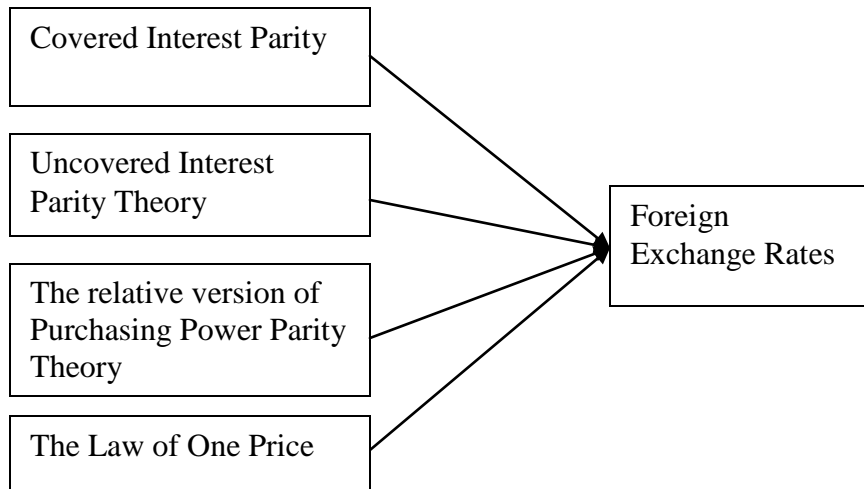 Covered Interest Parity
Uncovered Interest
Parity Theory
The relative version of
Purchasing Power Parity
Theory
The Law of One Price
Foreign
Exchange Rates